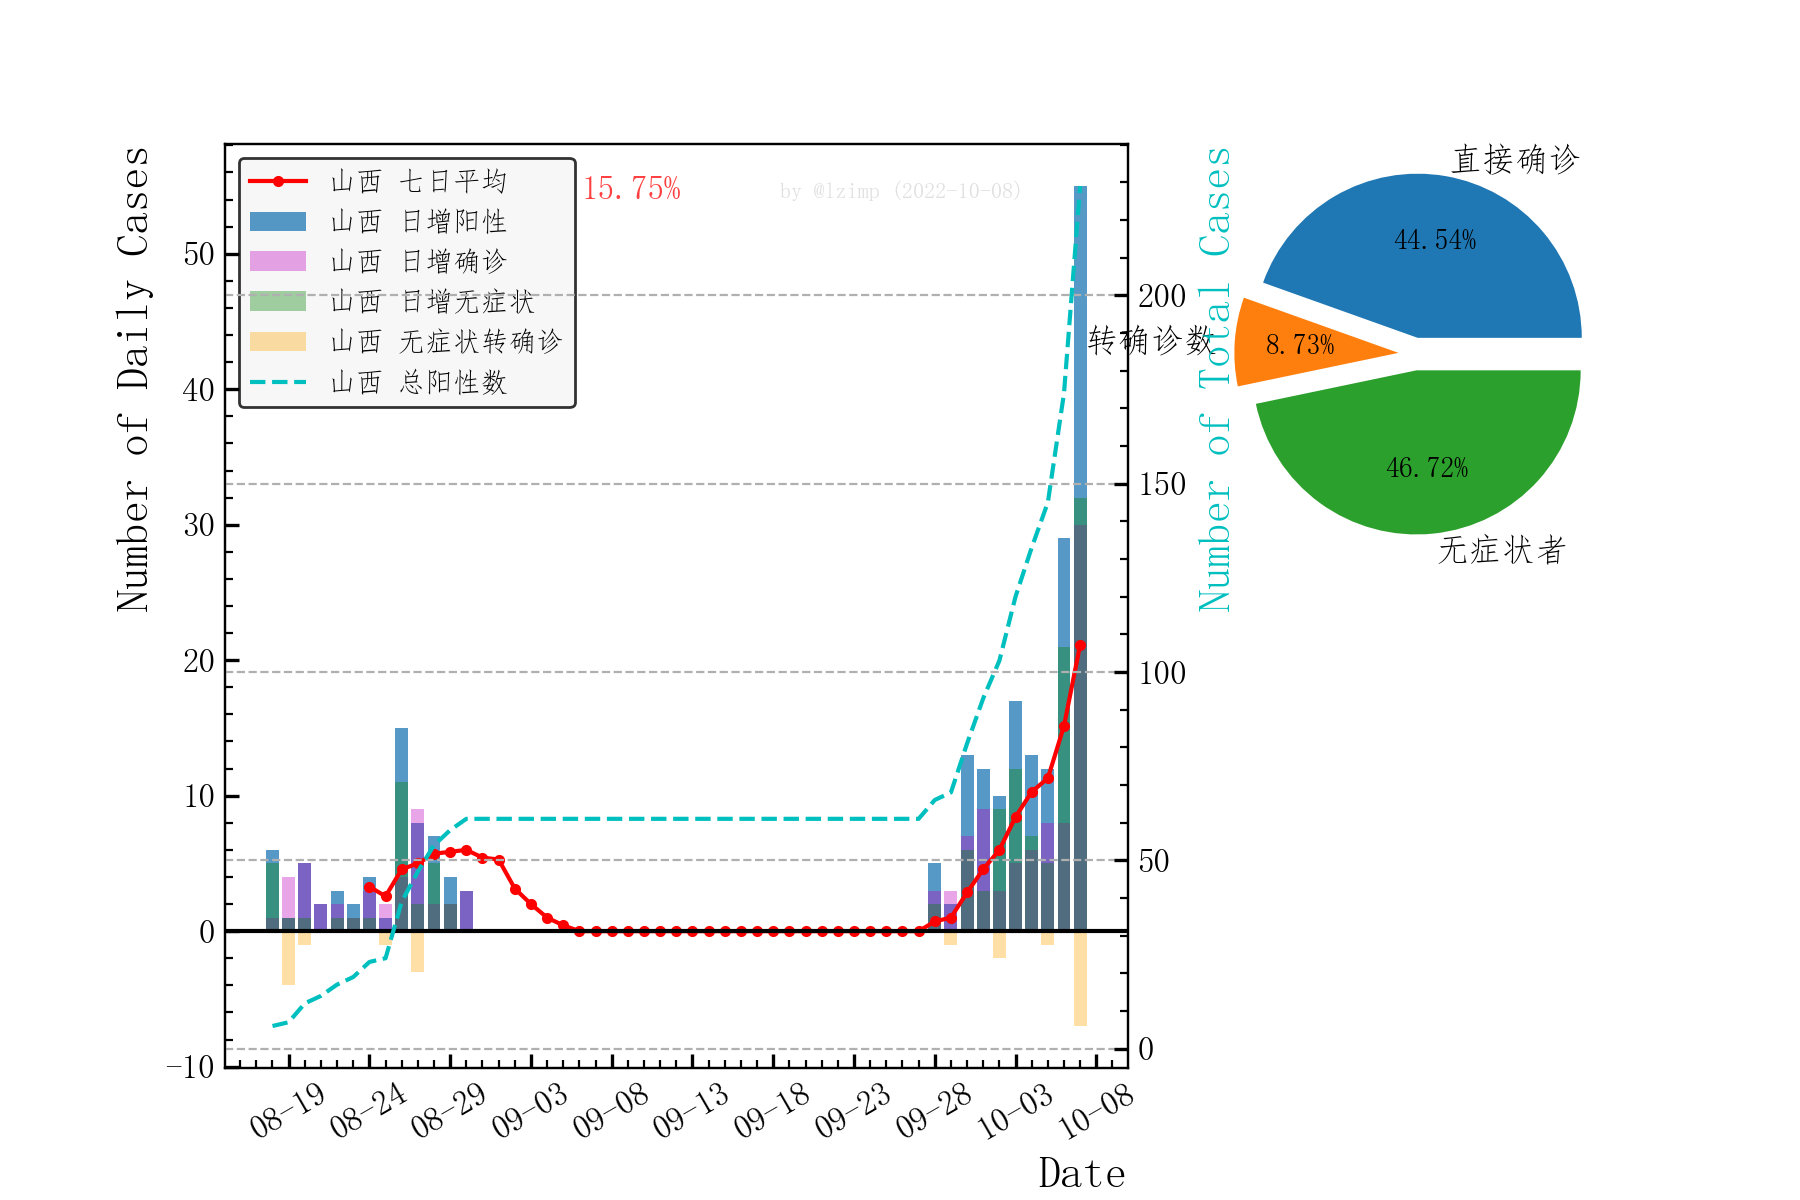 山西 七日平均
山西 日增阳性
山西 日增确诊
山西 日增无症状
山西 无症状转确诊
山西 总阳性数
15.75%
by @lzimp (2022-10-08)
Number of Daily Cases
50
40
30
20
10
0
−10
08−19
08−24
08−29
09−03
09−08
09−13
09−18
09−23
09−28
10−03
10−08
Date
200
150
100
50
0
Number of Total Cases
直接确诊
44.54%
转确诊数
8.73%
46.72%
无症状者